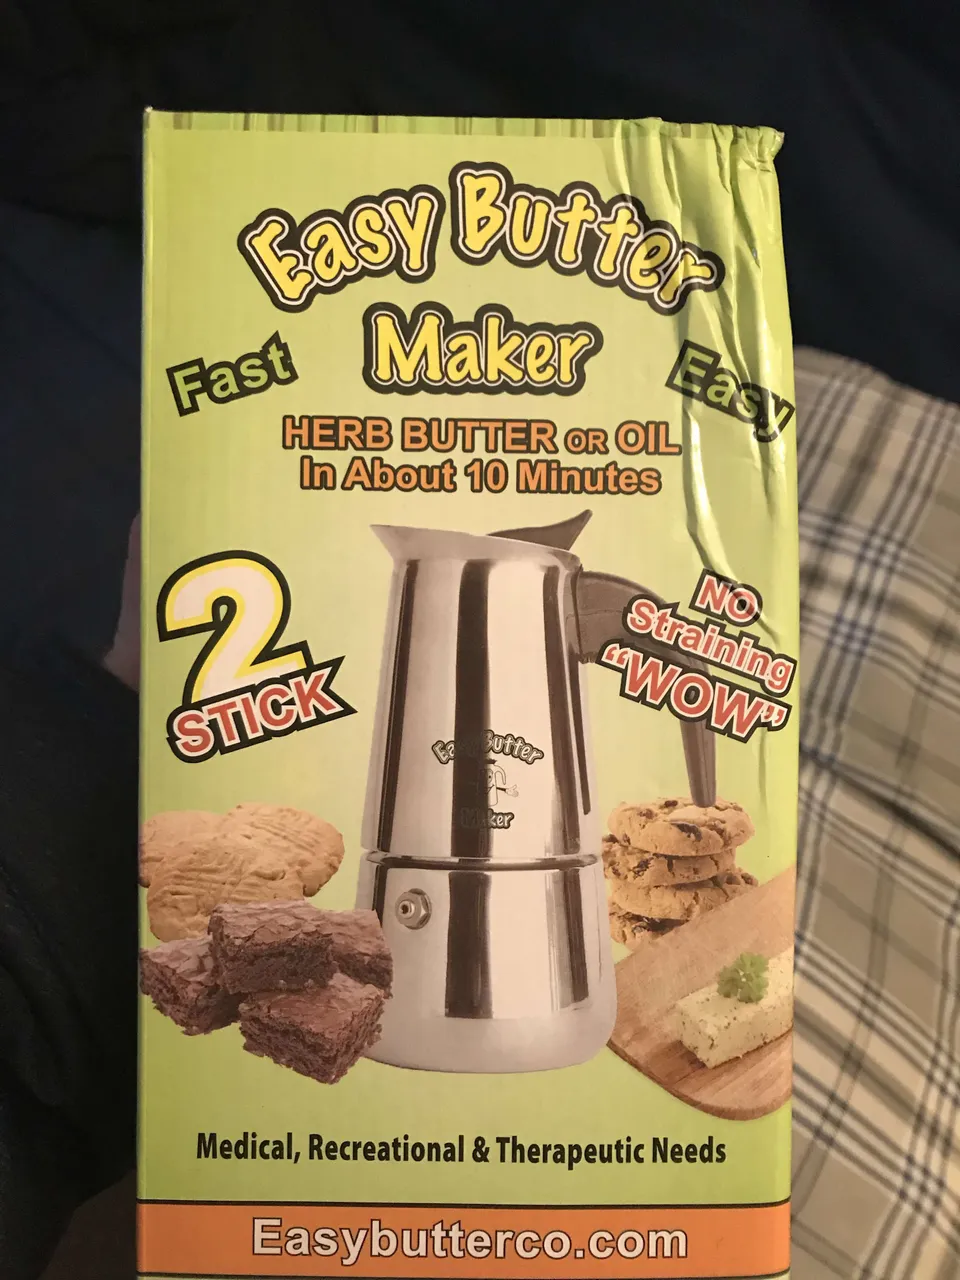 Easy Butter
Maker
Fast
Easy
HERB BUTTER OR OIL
In About 10 Minutes
2
STICK
NO
Straining
"WOW"
Easy Butter
Maker
Medical, Recreational & Therapeutic Needs
Easybutterco.com